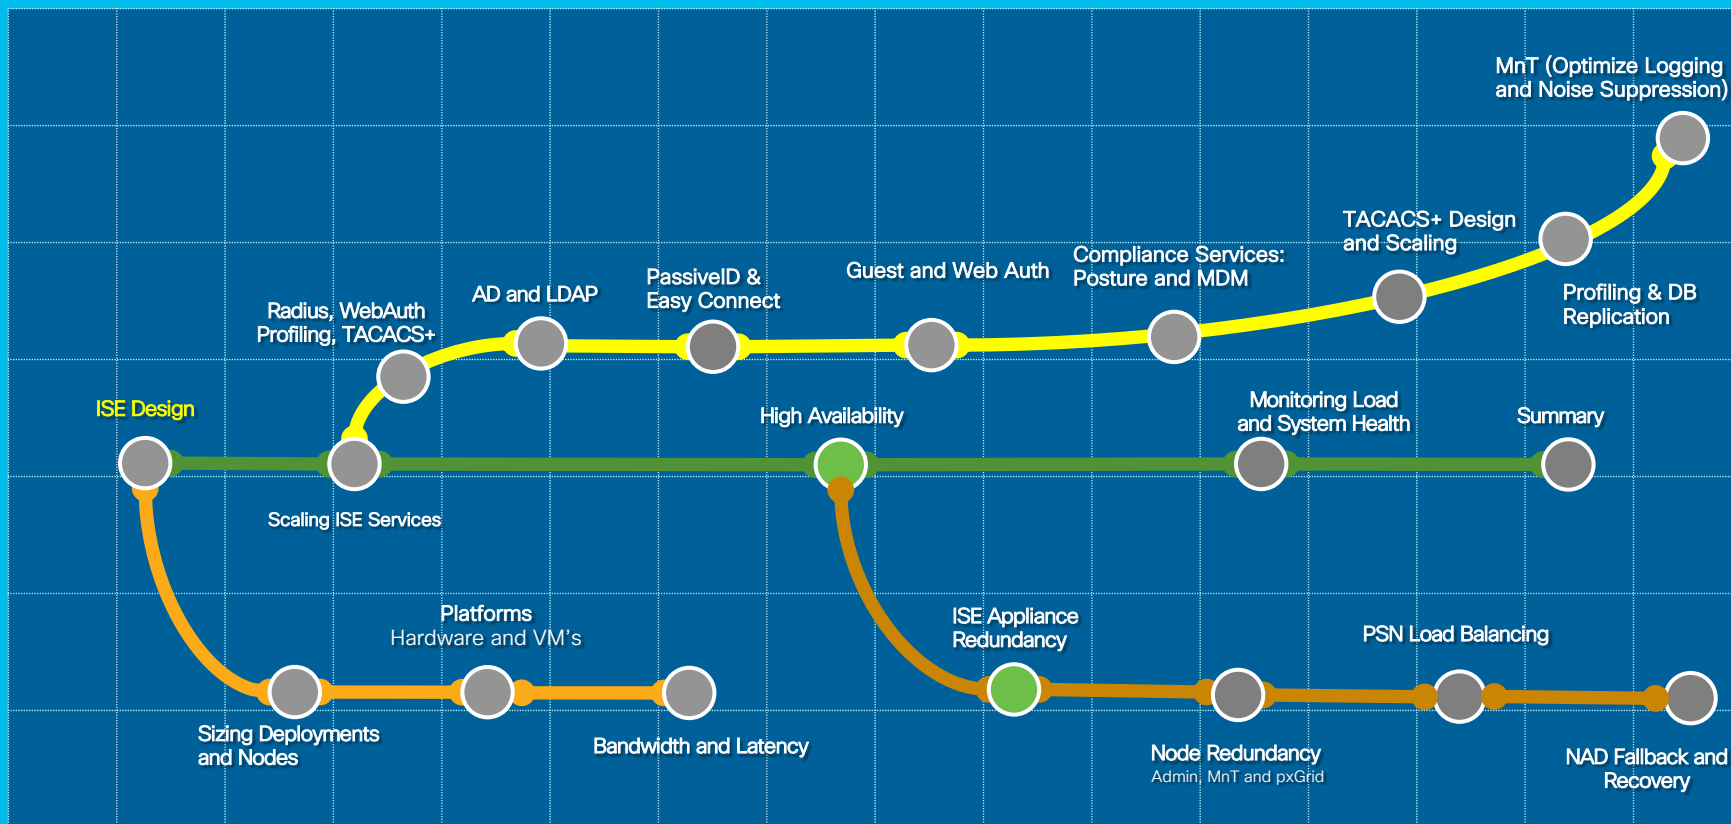 MnT (Optimize Logging
and Noise Suppression)
TACACS+ Design
and Scaling
Compliance Services:
Posture and MDM
Guest and Web Auth
PassiveID &
Easy Connect
AD and LDAP
Radius, WebAuth
Profiling, TACACS+
Profiling & DB
Replication
ISE Design
High Availability
Monitoring Load
and System Health
Summary
Scaling ISE Services
Platforms
Hardware and VM's
ISE Appliance
Redundancy
PSN Load Balancing
Sizing Deployments
and Nodes
Bandwidth and Latency
Node Redundancy
Admin, MnT and pxGrid
NAD Fallback and
Recovery